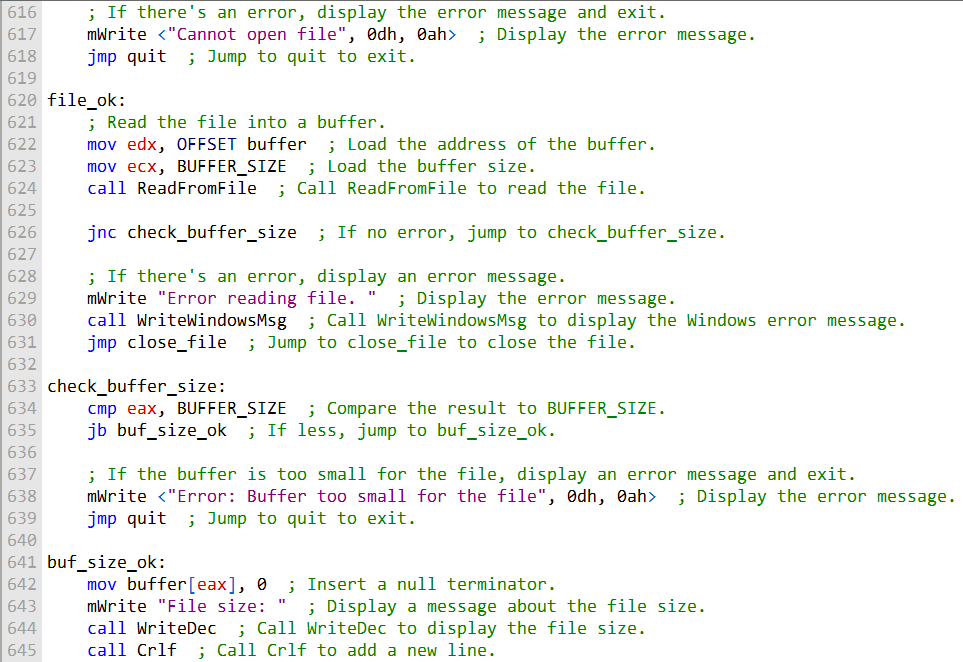 616     ; If there's an error, display the error message and exit.
617     mWrite <"Cannot open file", 0dh, 0ah>  ; Display the error message.
618     jmp quit  ; Jump to quit to exit.
619
620 file_ok:
621     ; Read the file into a buffer.
622     mov edx, OFFSET buffer  ; Load the address of the buffer.
623     mov ecx, BUFFER_SIZE  ; Load the buffer size.
624     call ReadFromFile  ; Call ReadFromFile to read the file.
625
626     jnc check_buffer_size  ; If no error, jump to check_buffer_size.
627
628     ; If there's an error, display an error message.
629     mWrite "Error reading file. "  ; Display the error message.
630     call WriteWindowsMsg  ; Call WriteWindowsMsg to display the Windows error message.
631     jmp close_file  ; Jump to close_file to close the file.
632
633 check_buffer_size:
634     cmp eax, BUFFER_SIZE  ; Compare the result to BUFFER_SIZE.
635     jb buf_size_ok  ; If less, jump to buf_size_ok.
636
637     ; If the buffer is too small for the file, display an error message and exit.
638     mWrite <"Error: Buffer too small for the file", 0dh, 0ah>  ; Display the error message.
639     jmp quit  ; Jump to quit to exit.
640
641 buf_size_ok:
642     mov buffer[eax], 0  ; Insert a null terminator.
643     mWrite "File size: "  ; Display a message about the file size.
644     call WriteDec  ; Call WriteDec to display the file size.
645     call Crlf  ; Call Crlf to add a new line.